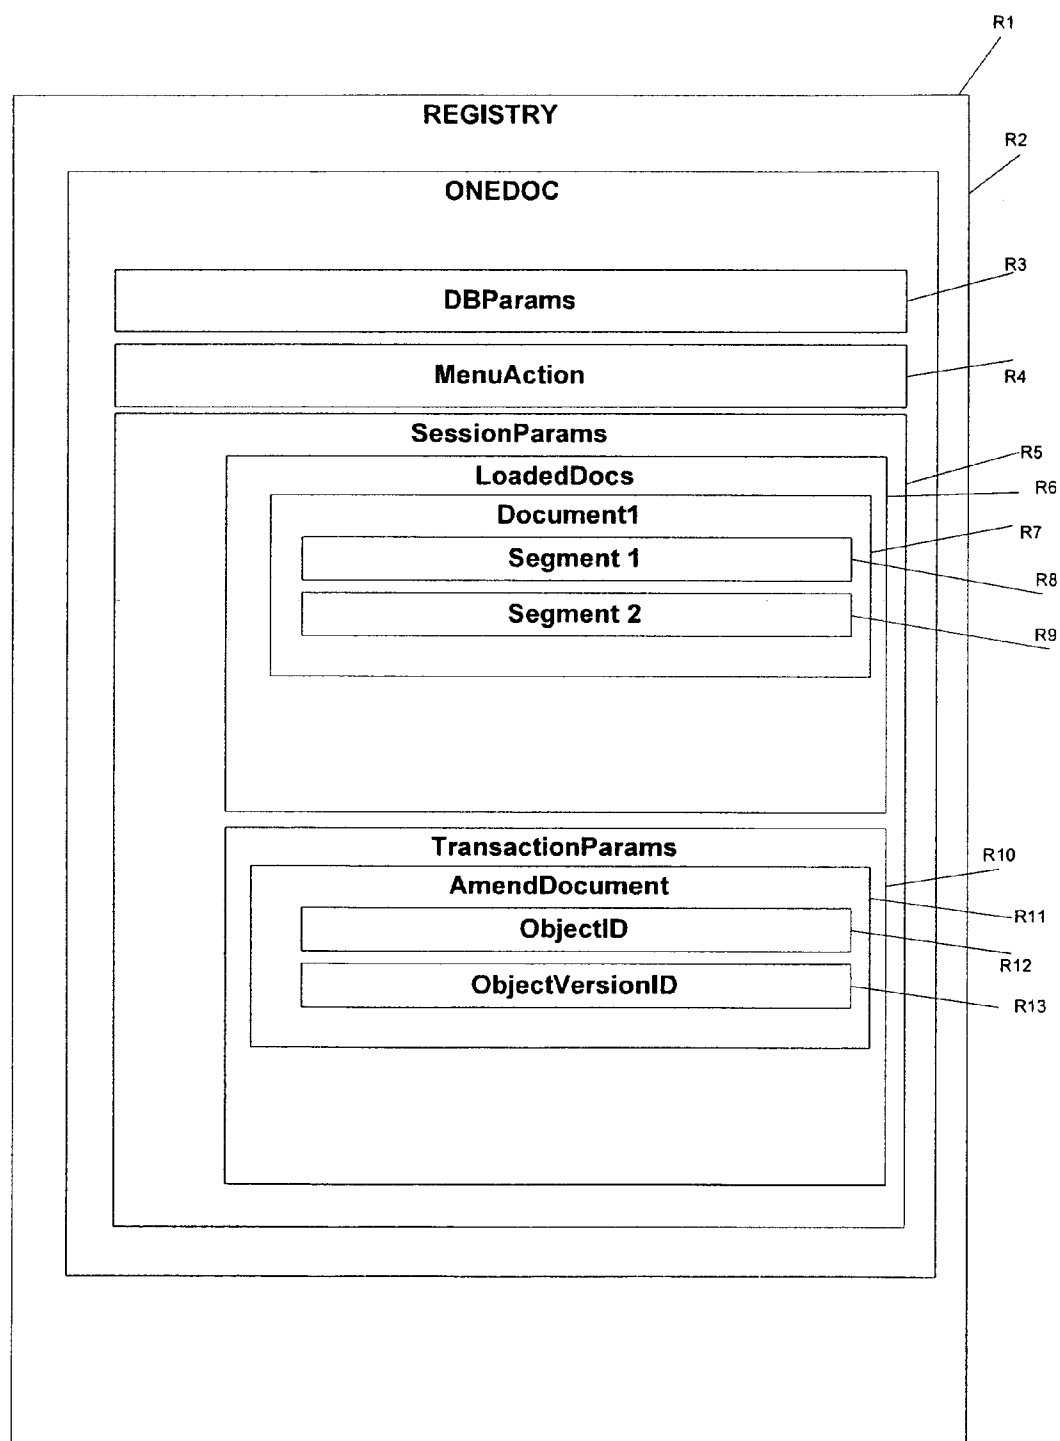 R1
REGISTRY
R2
ONEDOC
R3
DBParams
MenuAction
R4
SessionParams
R5
LoadedDocs
R6
Document1
R7
Segment 1
R8
Segment 2
R9
TransactionParams
R10
AmendDocument
R11
ObjectID
R12
ObjectVersionID
R13